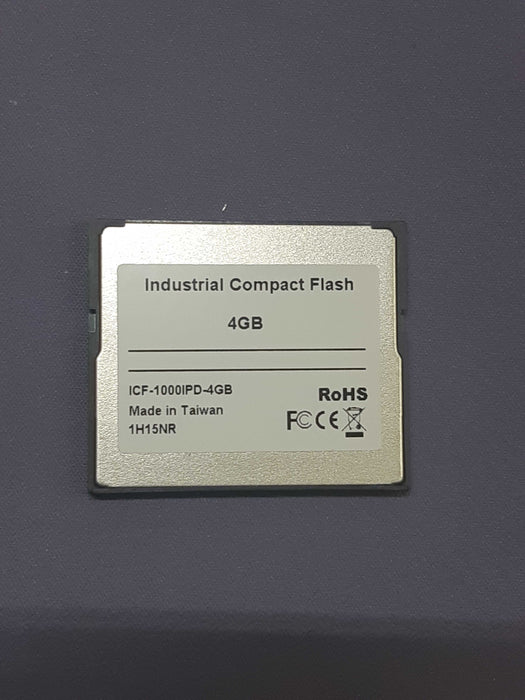 Industrial Compact Flash
4GB
ICF-1000IPD-4GB
Made in Taiwan
1H15NR
RoHS
FC CE